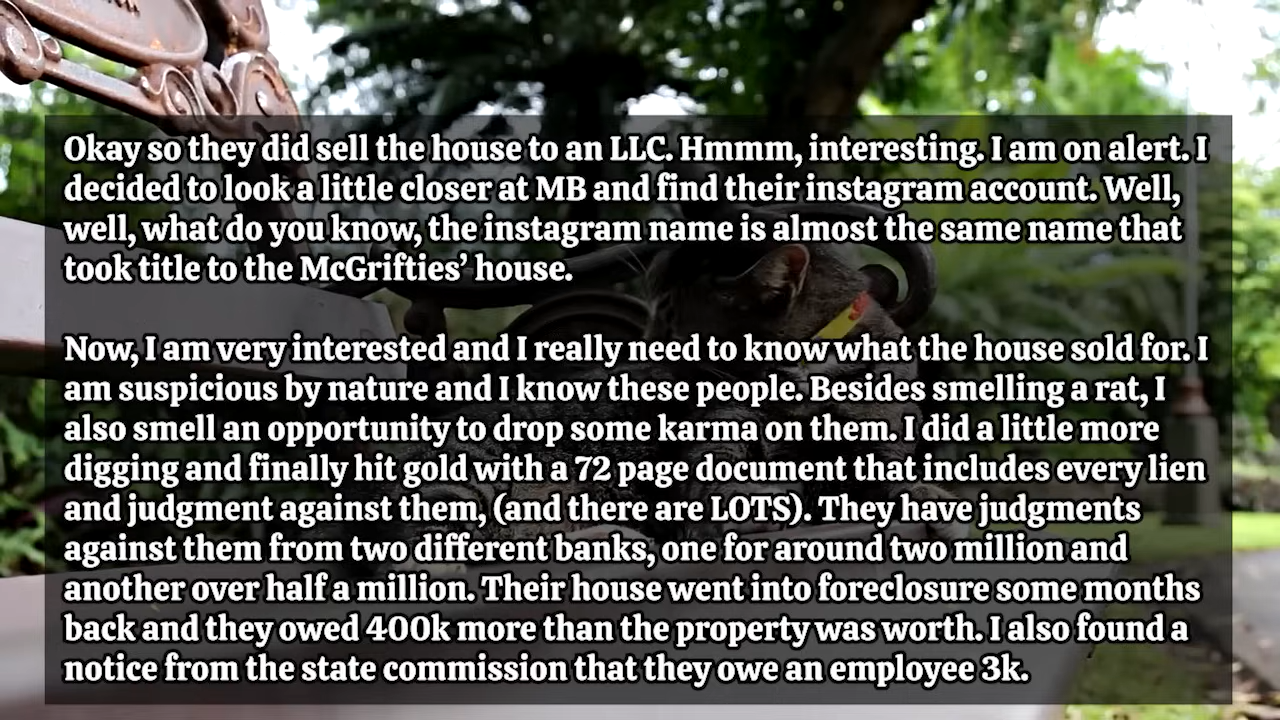 Okay so they did sell the house to an LLC. Hmmm, interesting. I am on alert. I
decided to look a little closer at MB and find their instagram account. Well,
well, what do you know, the instagram name is almost the same name that
took title to the McGrifties’ house.
Now, I am very interested and I really need to know what the house sold for. I
am suspicious by nature and I know these people. Besides smelling a rat, I
also smell an opportunity to drop some karma on them. I did a little more
digging and finally hit gold with a 72 page document that includes every lien
and judgment against them, (and there are LOTS). They have judgments
against them from two different banks, one for around two million and
another over half a million. Their house went into foreclosure some months
back and they owed 400k more than the property was worth. I also found a
notice from the state commission that they owe an employee 3k.